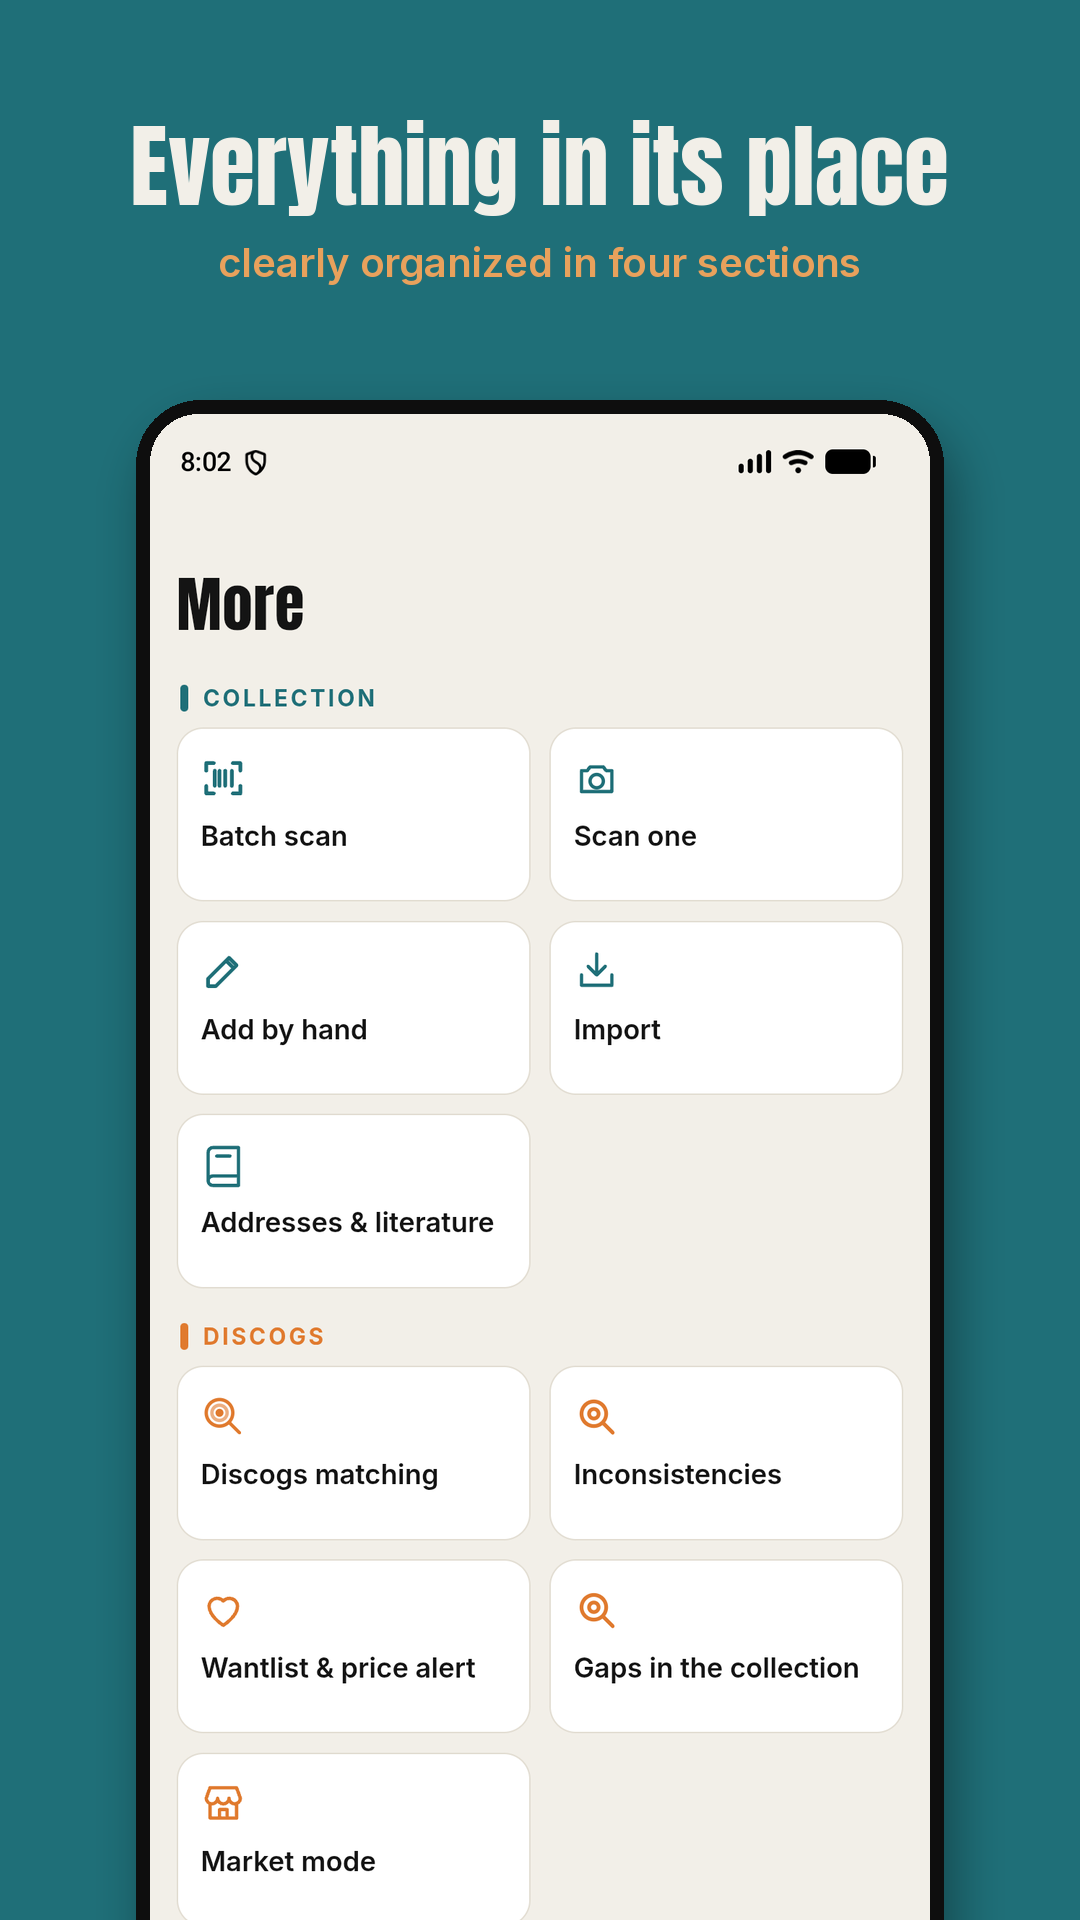 Everything in its place
clearly organized in four sections
8:02
More
COLLECTION
Batch scan
Scan one
Add by hand
Import
Addresses & literature
DISCOGS
Discogs matching
Inconsistencies
Wantlist & price alert
Gaps in the collection
Market mode